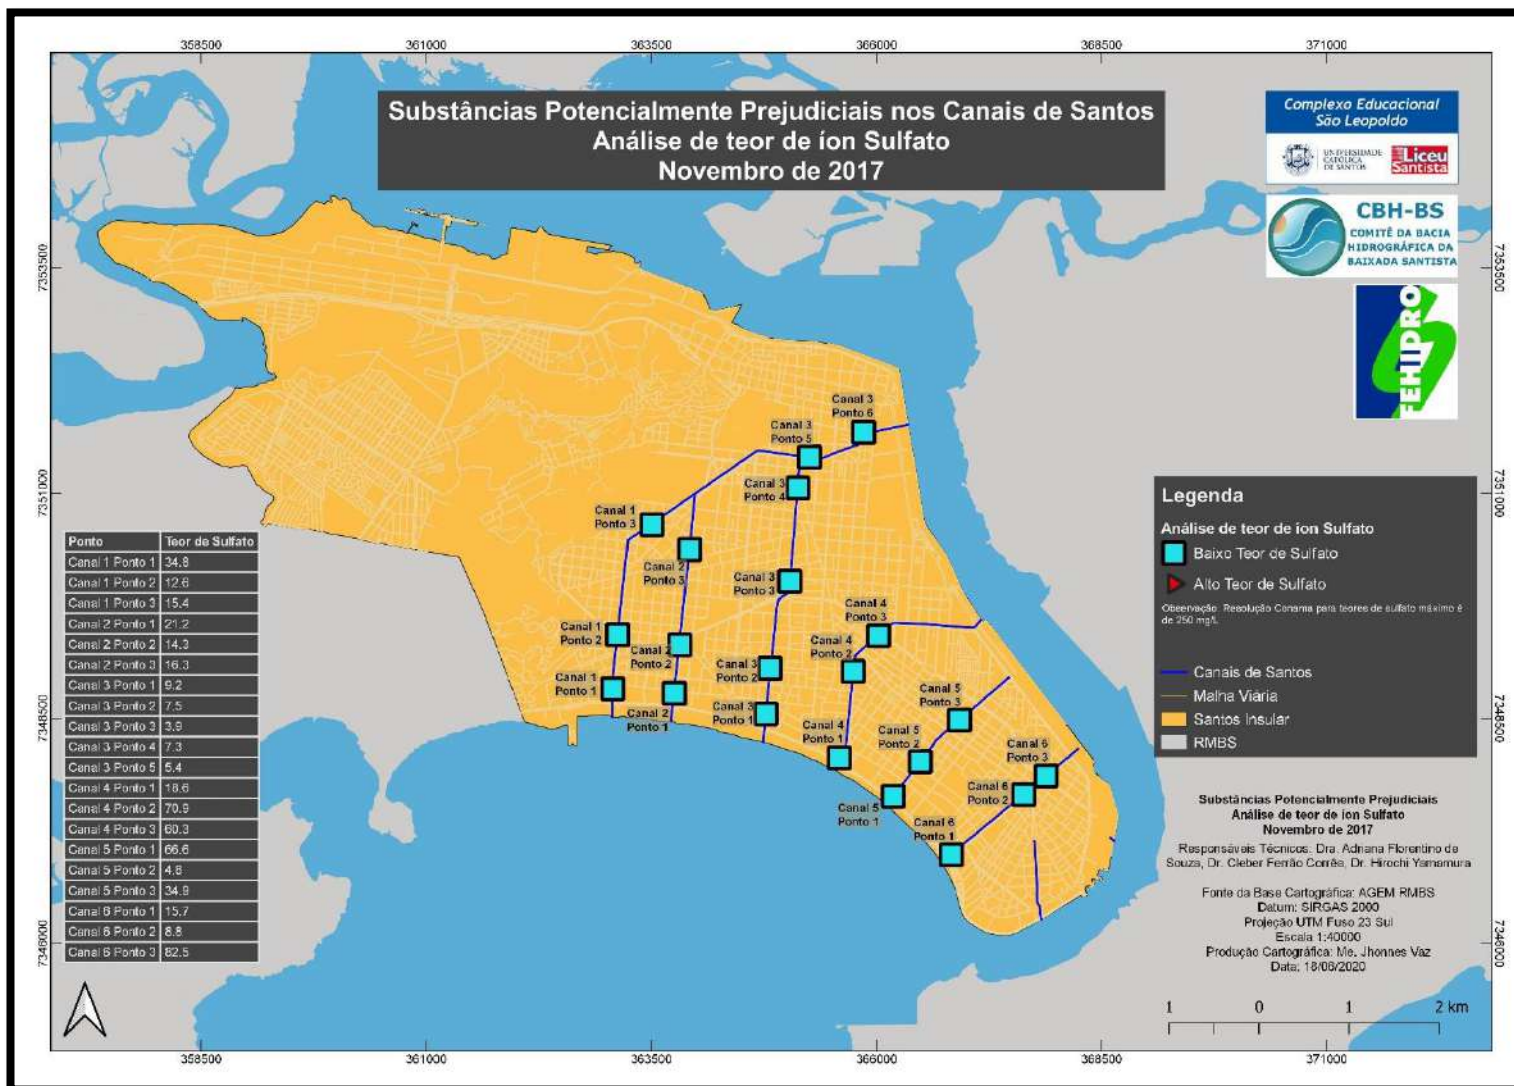 358500 361000 363500 366000 368500 371000
Substâncias Potencialmente Prejudiciais nos Canais de Santos
Análise de teor de íon Sulfato
Novembro de 2017
Complexo Educacional
São Leopoldo
UNIVERSIDADE
CATÓLICA
DE SANTOS
Liceu
Santista
CBH-BS
COMITÊ DA BACIA
HIDROGRÁFICA DA
BAIXADA SANTISTA
FEHIDRO
7353500
7351000
7348500
7346000
7353500
7351000
7348500
7346000
Canal 3
Ponto 6
Canal 3
Ponto 5
Canal 3
Ponto 4
Canal 1
Ponto 3
Canal 2
Ponto 3
Canal 3
Ponto 3
Canal 4
Ponto 3
Canal 1
Ponto 2
Canal 2
Ponto 2
Canal 4
Ponto 2
Canal 3
Ponto 2
Canal 1
Ponto 1
Canal 2
Ponto 1
Canal 3
Ponto 1
Canal 5
Ponto 3
Canal 4
Ponto 1
Canal 5
Ponto 2
Canal 6
Ponto 3
Canal 6
Ponto 2
Canal 5
Ponto 1
Canal 6
Ponto 1
Ponto Teor de Sulfato
Canal 1 Ponto 1 34.8
Canal 1 Ponto 2 12.6
Canal 1 Ponto 3 15.4
Canal 2 Ponto 1 21.2
Canal 2 Ponto 2 14.3
Canal 2 Ponto 3 16.3
Canal 3 Ponto 1 9.2
Canal 3 Ponto 2 7.5
Canal 3 Ponto 3 3.9
Canal 3 Ponto 4 7.3
Canal 3 Ponto 5 5.4
Canal 4 Ponto 1 18.6
Canal 4 Ponto 2 70.9
Canal 4 Ponto 3 60.3
Canal 5 Ponto 1 66.6
Canal 5 Ponto 2
Canal 5 Ponto 3 34.9
Canal 6 Ponto 1 15.7
Canal 6 Ponto 2 8.8
Canal 6 Ponto 3 82.5
Legenda
Análise de teor de íon Sulfato
Baixo Teor de Sulfato
Alto Teor de Sulfato
Observação: Resolução Conama para teores de sulfato máximo é
de 250 mg/L
Canais de Santos
Malha Viária
Santos Insular
RMBS
Substâncias Potencialmente Prejudiciais
Análise de teor de íon Sulfato
Novembro de 2017
Responsáveis Técnicos: Dra. Adriana Florentino de
Souza, Dr. Cleber Ferrão Corrêa, Dr. Hirochi Yamamura
Fonte da Base Cartográfica: AGEM RMBS
Datum: SIRGAS 2000
Projeção UTM Fuso 23 Sul
Escala 1:40000
Produção Cartográfica: Me. Jhonnes Vaz
Data: 18/06/2020
1 0 1 2 km
358500 361000 363500 366000 368500 371000